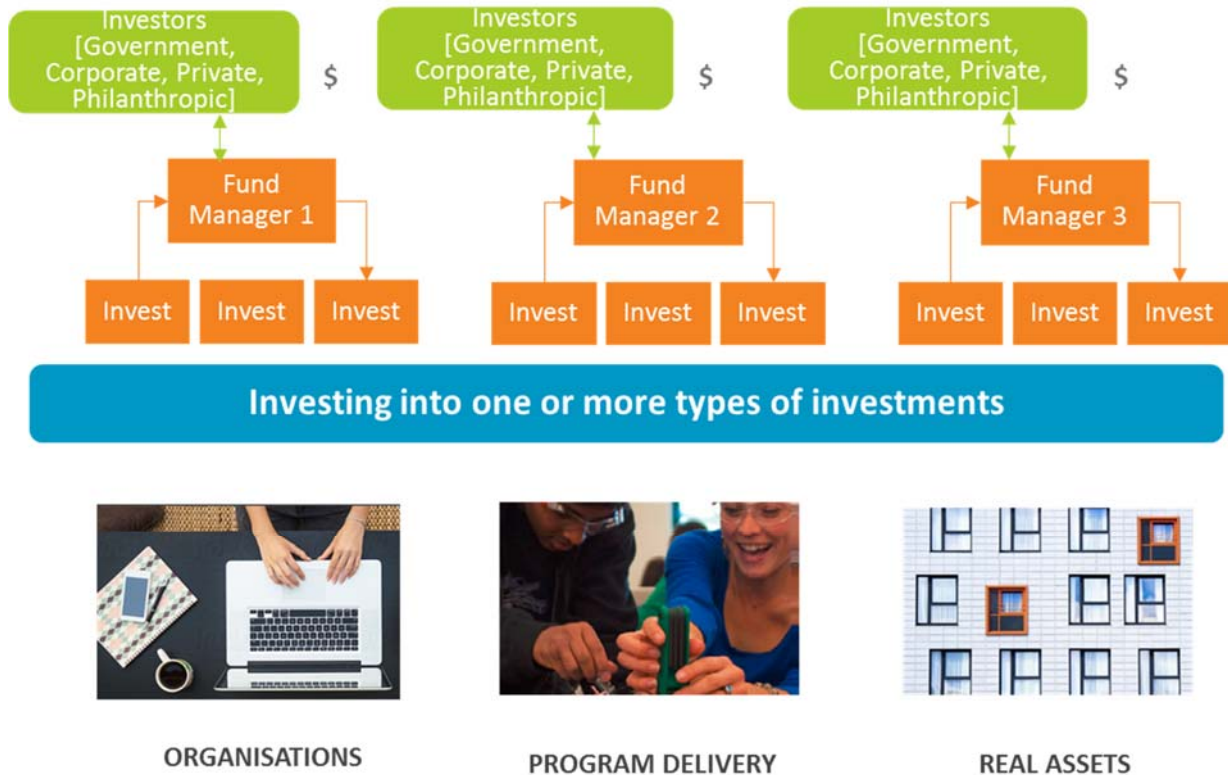 Investors
[Government,
Corporate, Private,
Philanthropic]
$
Investors
[Government,
Corporate, Private,
Philanthropic]
$
Investors
[Government,
Corporate, Private,
Philanthropic]
$
Fund
Manager 1
Fund
Manager 2
Fund
Manager 3
Invest
Invest
Invest
Invest
Invest
Invest
Invest
Invest
Invest
Investing into one or more types of investments
ORGANISATIONS
PROGRAM DELIVERY
REAL ASSETS